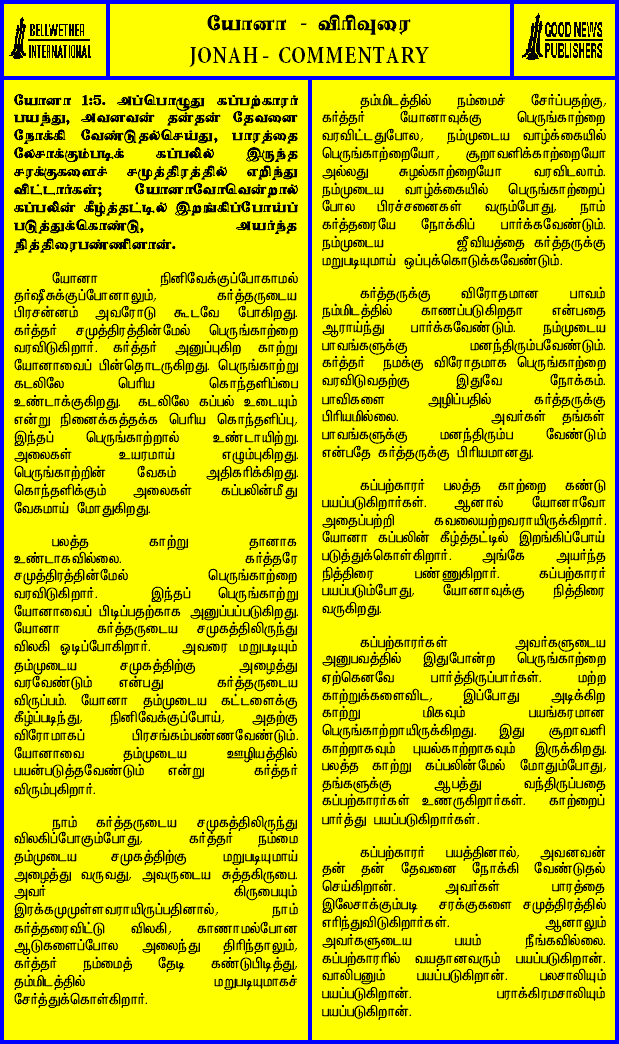 BELLWETHER
INTERNATIONAL
யோனா - விரிவுரை
JONAH - COMMENTARY
GOOD NEWS
PUBLISHERS
யோனா 1:5. அப்பொழுது கப்பற்காரர்
பயந்து, அவனவன் தன்தன் தேவனை
நோக்கி வேண்டுதல்செய்து, பாரத்தை
லேசாக்கும்படிக் கப்பலில் இருந்த
சரக்குகளைச் சமுத்திரத்தில் எறிந்து
விட்டார்கள்; யோனாவோவென்றால்
கப்பலின் கீழ்த்தட்டில் இறங்கிப்போய்ப்
படுத்துக்கொண்டு, அயர்ந்த
நித்திரைபண்ணினான்.
யோனா நினிவேக்குப்போகாமல்
தர்ஷீசுக்குப்போனாலும், கர்த்தருடைய
பிரசன்னம் அவரோடு கூடவே போகிறது.
கர்த்தர் சமுத்திரத்தின்மேல் பெருங்காற்றை
வரவிடுகிறார். கர்த்தர் அனுப்புகிற காற்று
யோனாவைப் பின்தொடருகிறது. பெருங்காற்று
கடலிலே பெரிய கொந்தளிப்பை
உண்டாக்குகிறது. கடலிலே கப்பல் உடையும்
என்று நினைக்கத்தக்க பெரிய கொந்தளிப்பு,
இந்தப் பெருங்காற்றால் உண்டாயிற்று.
அலைகள் உயரமாய் எழும்புகிறது.
பெருங்காற்றின் வேகம் அதிகரிக்கிறது.
கொந்தளிக்கும் அலைகள் கப்பலின்மீது
வேகமாய் மோதுகிறது.
பலத்த காற்று தானாக
உண்டாகவில்லை. கர்த்தரே
சமுத்திரத்தின்மேல் பெருங்காற்றை
வரவிடுகிறார். இந்தப் பெருங்காற்று
யோனாவைப் பிடிப்பதற்காக அனுப்பப்படுகிறது.
யோனா கர்த்தருடைய சமுகத்திலிருந்து
விலகி ஓடிப்போகிறார். அவரை மறுபடியும்
தம்முடைய சமுகத்திற்கு அழைத்து
வரவேண்டும் என்பது கர்த்தருடைய
விருப்பம். யோனா தம்முடைய கட்டளைக்கு
கீழ்ப்படிந்து, நினிவேக்குப்போய், அதற்கு
விரோமாகப் பிரசங்கம்பண்ணவேண்டும்.
யோனாவை தம்முடைய ஊழியத்தில்
பயன்படுத்தவேண்டும் என்று கர்த்தர்
விரும்புகிறார்.
நாம் கர்த்தருடைய சமுகத்திலிருந்து
விலகிப்போகும்போது, கர்த்தர் நம்மை
தம்முடைய சமுகத்திற்கு மறுபடியுமாய்
அழைத்து வருவது, அவருடைய சுத்தகிருபை.
அவர் கிருபையும்
இரக்கமுமுள்ளவராயிருப்பதினால், நாம்
கர்த்தரைவிட்டு விலகி, காணாமல்போன
ஆடுகளைப்போல அலைந்து திரிந்தாலும்,
கர்த்தர் நம்மைத் தேடி கண்டுபிடித்து,
தம்மிடத்தில் மறுபடியுமாகச்
சேர்த்துக்கொள்கிறார்.
தம்மிடத்தில் நம்மைச் சேர்ப்பதற்கு,
கர்த்தர் யோனாவுக்கு பெருங்காற்றை
வரவிட்டதுபோல, நம்முடைய வாழ்க்கையில்
பெருங்காற்றையோ, சூறாவளிக்காற்றையோ
அல்லது சுழல்காற்றையோ வரவிடலாம்.
நம்முடைய வாழ்க்கையில் பெருங்காற்றைப்
போல பிரச்சனைகள் வரும்போது, நாம்
கர்த்தரையே நோக்கிப் பார்க்கவேண்டும்.
நம்முடைய ஜீவியத்தை கர்த்தருக்கு
மறுபடியுமாய் ஒப்புக்கொடுக்கவேண்டும்.
கர்த்தருக்கு விரோதமான பாவம்
நம்மிடத்தில் காணப்படுகிறதா என்பதை
ஆராய்ந்து பார்க்கவேண்டும். நம்முடைய
பாவங்களுக்கு மனந்திரும்பவேண்டும்.
கர்த்தர் நமக்கு விரோதமாக பெருங்காற்றை
வரவிடுவதற்கு இதுவே நோக்கம்.
பாவிகளை அழிப்பதில் கர்த்தருக்கு
பிரியமில்லை. அவர்கள் தங்கள்
பாவங்களுக்கு மனந்திரும்ப வேண்டும்
என்பதே கர்த்தருக்கு பிரியமானது.
கப்பற்காரர் பலத்த காற்றை கண்டு
பயப்படுகிறார்கள். ஆனால் யோனாவோ
அதைப்பற்றி கவலையற்றவராயிருக்கிறார்.
யோனா கப்பலின் கீழ்த்தட்டில் இறங்கிப்போய்
படுத்துக்கொள்கிறார். அங்கே அயர்ந்த
நித்திரை பண்ணுகிறார். கப்பற்காரர்
பயப்படும்போது, யோனாவுக்கு நித்திரை
வருகிறது.
கப்பற்காரர்கள் அவர்களுடைய
அனுபவத்தில் இதுபோன்ற பெருங்காற்றை
ஏற்கெனவே பார்த்திருப்பார்கள். மற்ற
காற்றுக்களைவிட, இப்போது அடிக்கிற
காற்று மிகவும் பயங்கரமான
பெருங்காற்றாயிருக்கிறது. இது சூறாவளி
காற்றாகவும் புயல்காற்றாகவும் இருக்கிறது.
பலத்த காற்று கப்பலின்மேல் மோதும்போது,
தங்களுக்கு ஆபத்து வந்திருப்பதை
கப்பற்காரர்கள் உணருகிறார்கள். காற்றைப்
பார்த்து பயப்படுகிறார்கள்.
கப்பற்காரர் பயத்தினால், அவனவன்
தன் தன் தேவனை நோக்கி வேண்டுதல்
செய்கிறான். அவர்கள் பாரத்தை
இலேசாக்கும்படி சரக்குகளை சமுத்திரத்தில்
எரிந்துவிடுகிறார்கள். ஆனாலும்
அவர்களுடைய பயம் நீங்கவில்லை.
கப்பற்காரரில் வயதானவரும் பயப்படுகிறான்.
வாலிபனும் பயப்படுகிறான். பலசாலியும்
பயப்படுகிறான். பராக்கிரமசாலியும்
பயப்படுகிறான்.